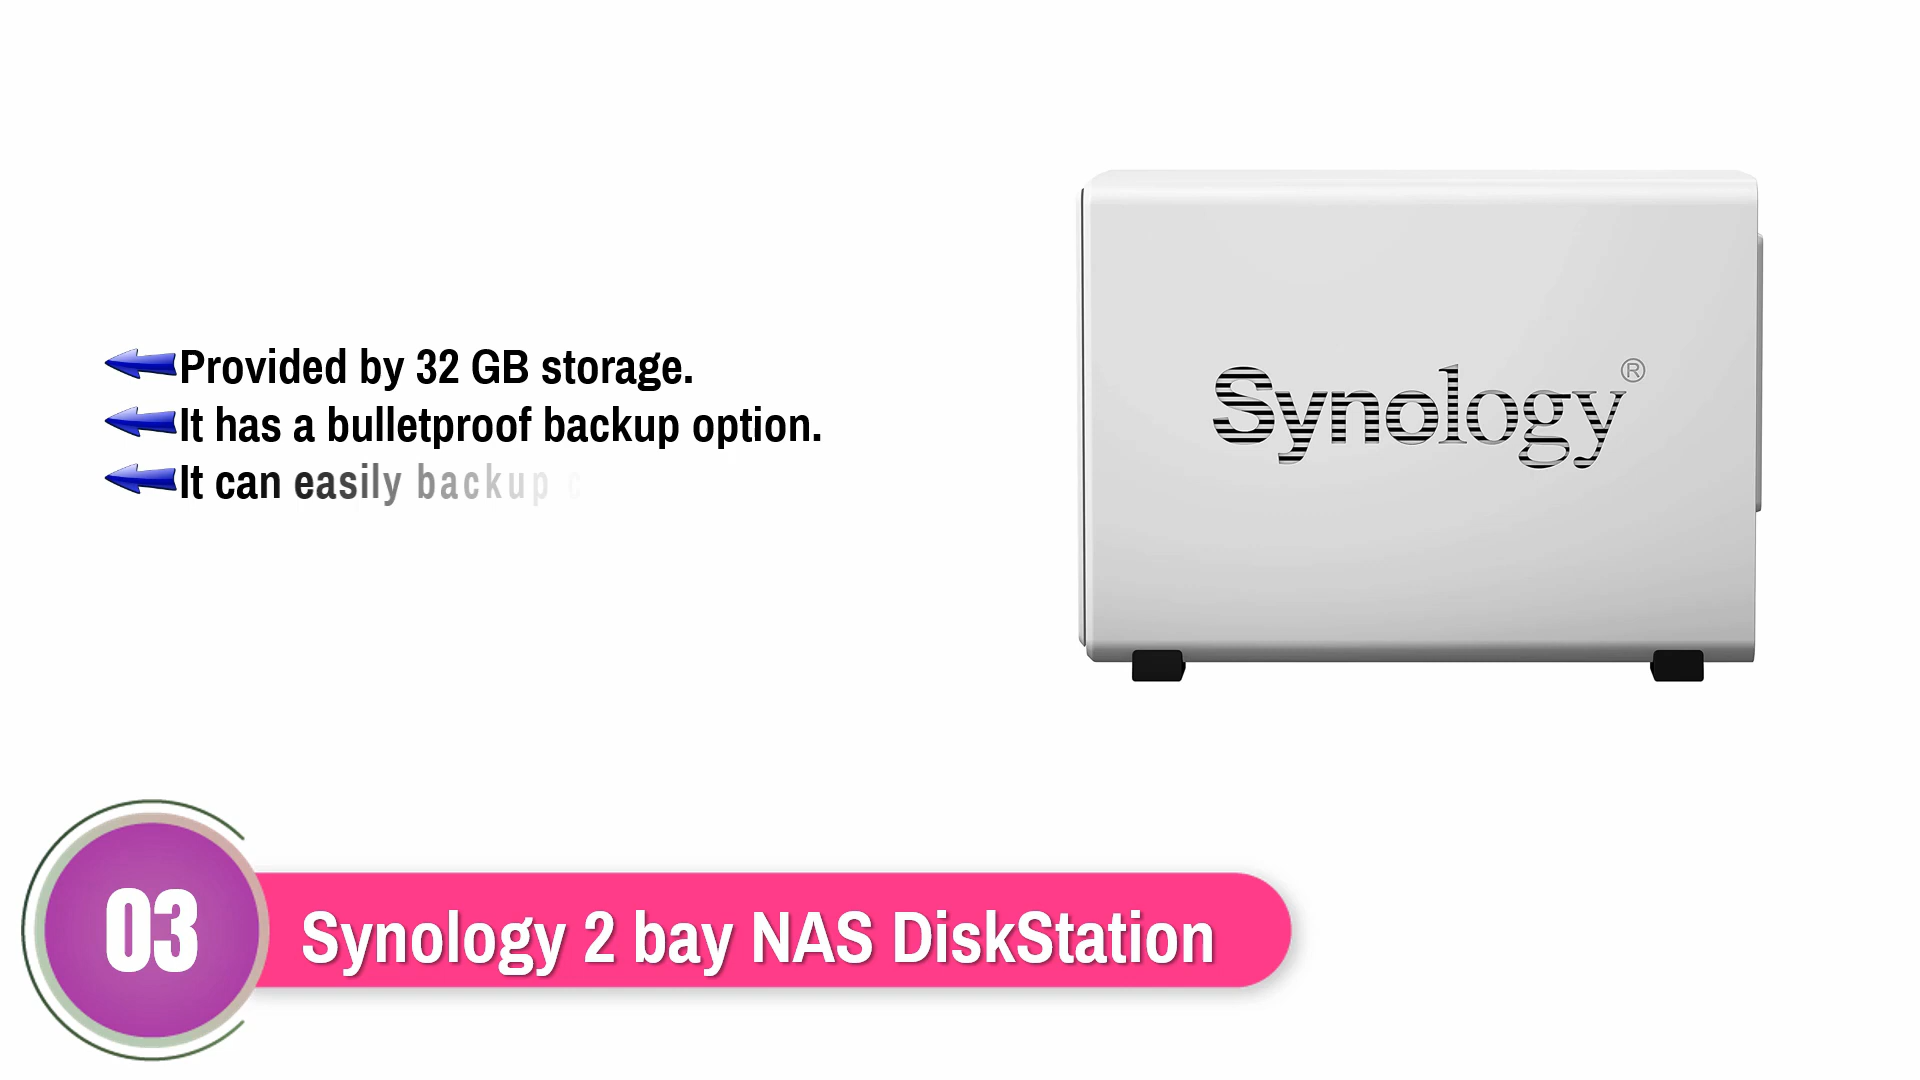 Provided by 32 GB storage.
It has a bulletproof backup option.
It can easily backup c
Synology®
03
Synology 2 bay NAS DiskStation